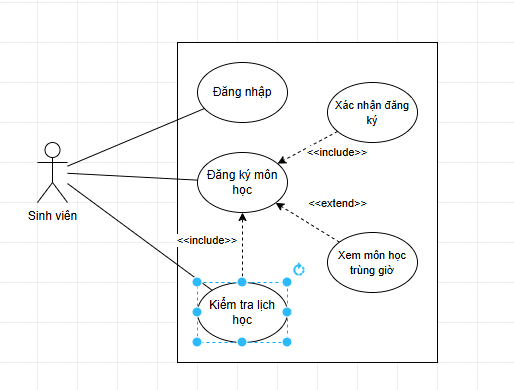 Đăng nhập
Xác nhận đăng
ký
<<include>>
Đăng ký môn
học
<<extend>>
Sinh viên
<<include>>
Xem môn học
trùng giờ
Kiểm tra lịch
học